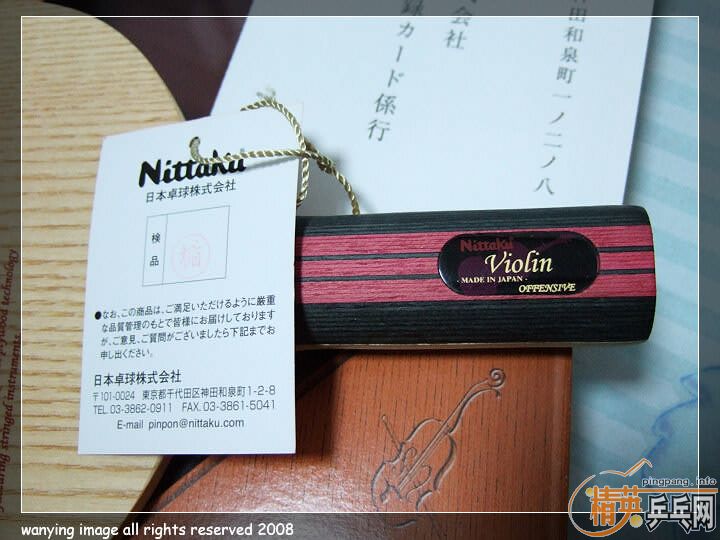 神田和泉町一ノ二ノ八
式会社
録カード係行
Nittaku
日本卓球株式会社
検品
稲
●なお、この商品は、ご満足いただけるように厳重
な品質管理のもとで皆様にお届けしております
が、ご意見、ご質問がございましたら下記までお
申し出ください。
日本卓球株式会社
〒101-0024 東京都千代田区神田和泉町1-2-8
TEL.03-3862-0911 FAX.03-3861-5041
E-mail pinpon@nittaku.com
Nittaku
Violin
MADE IN JAPAN
OFFENSIVE
plywood technology
stringed instruments
pingpang.info
精英乒乓网
wanying image all rights reserved 2008